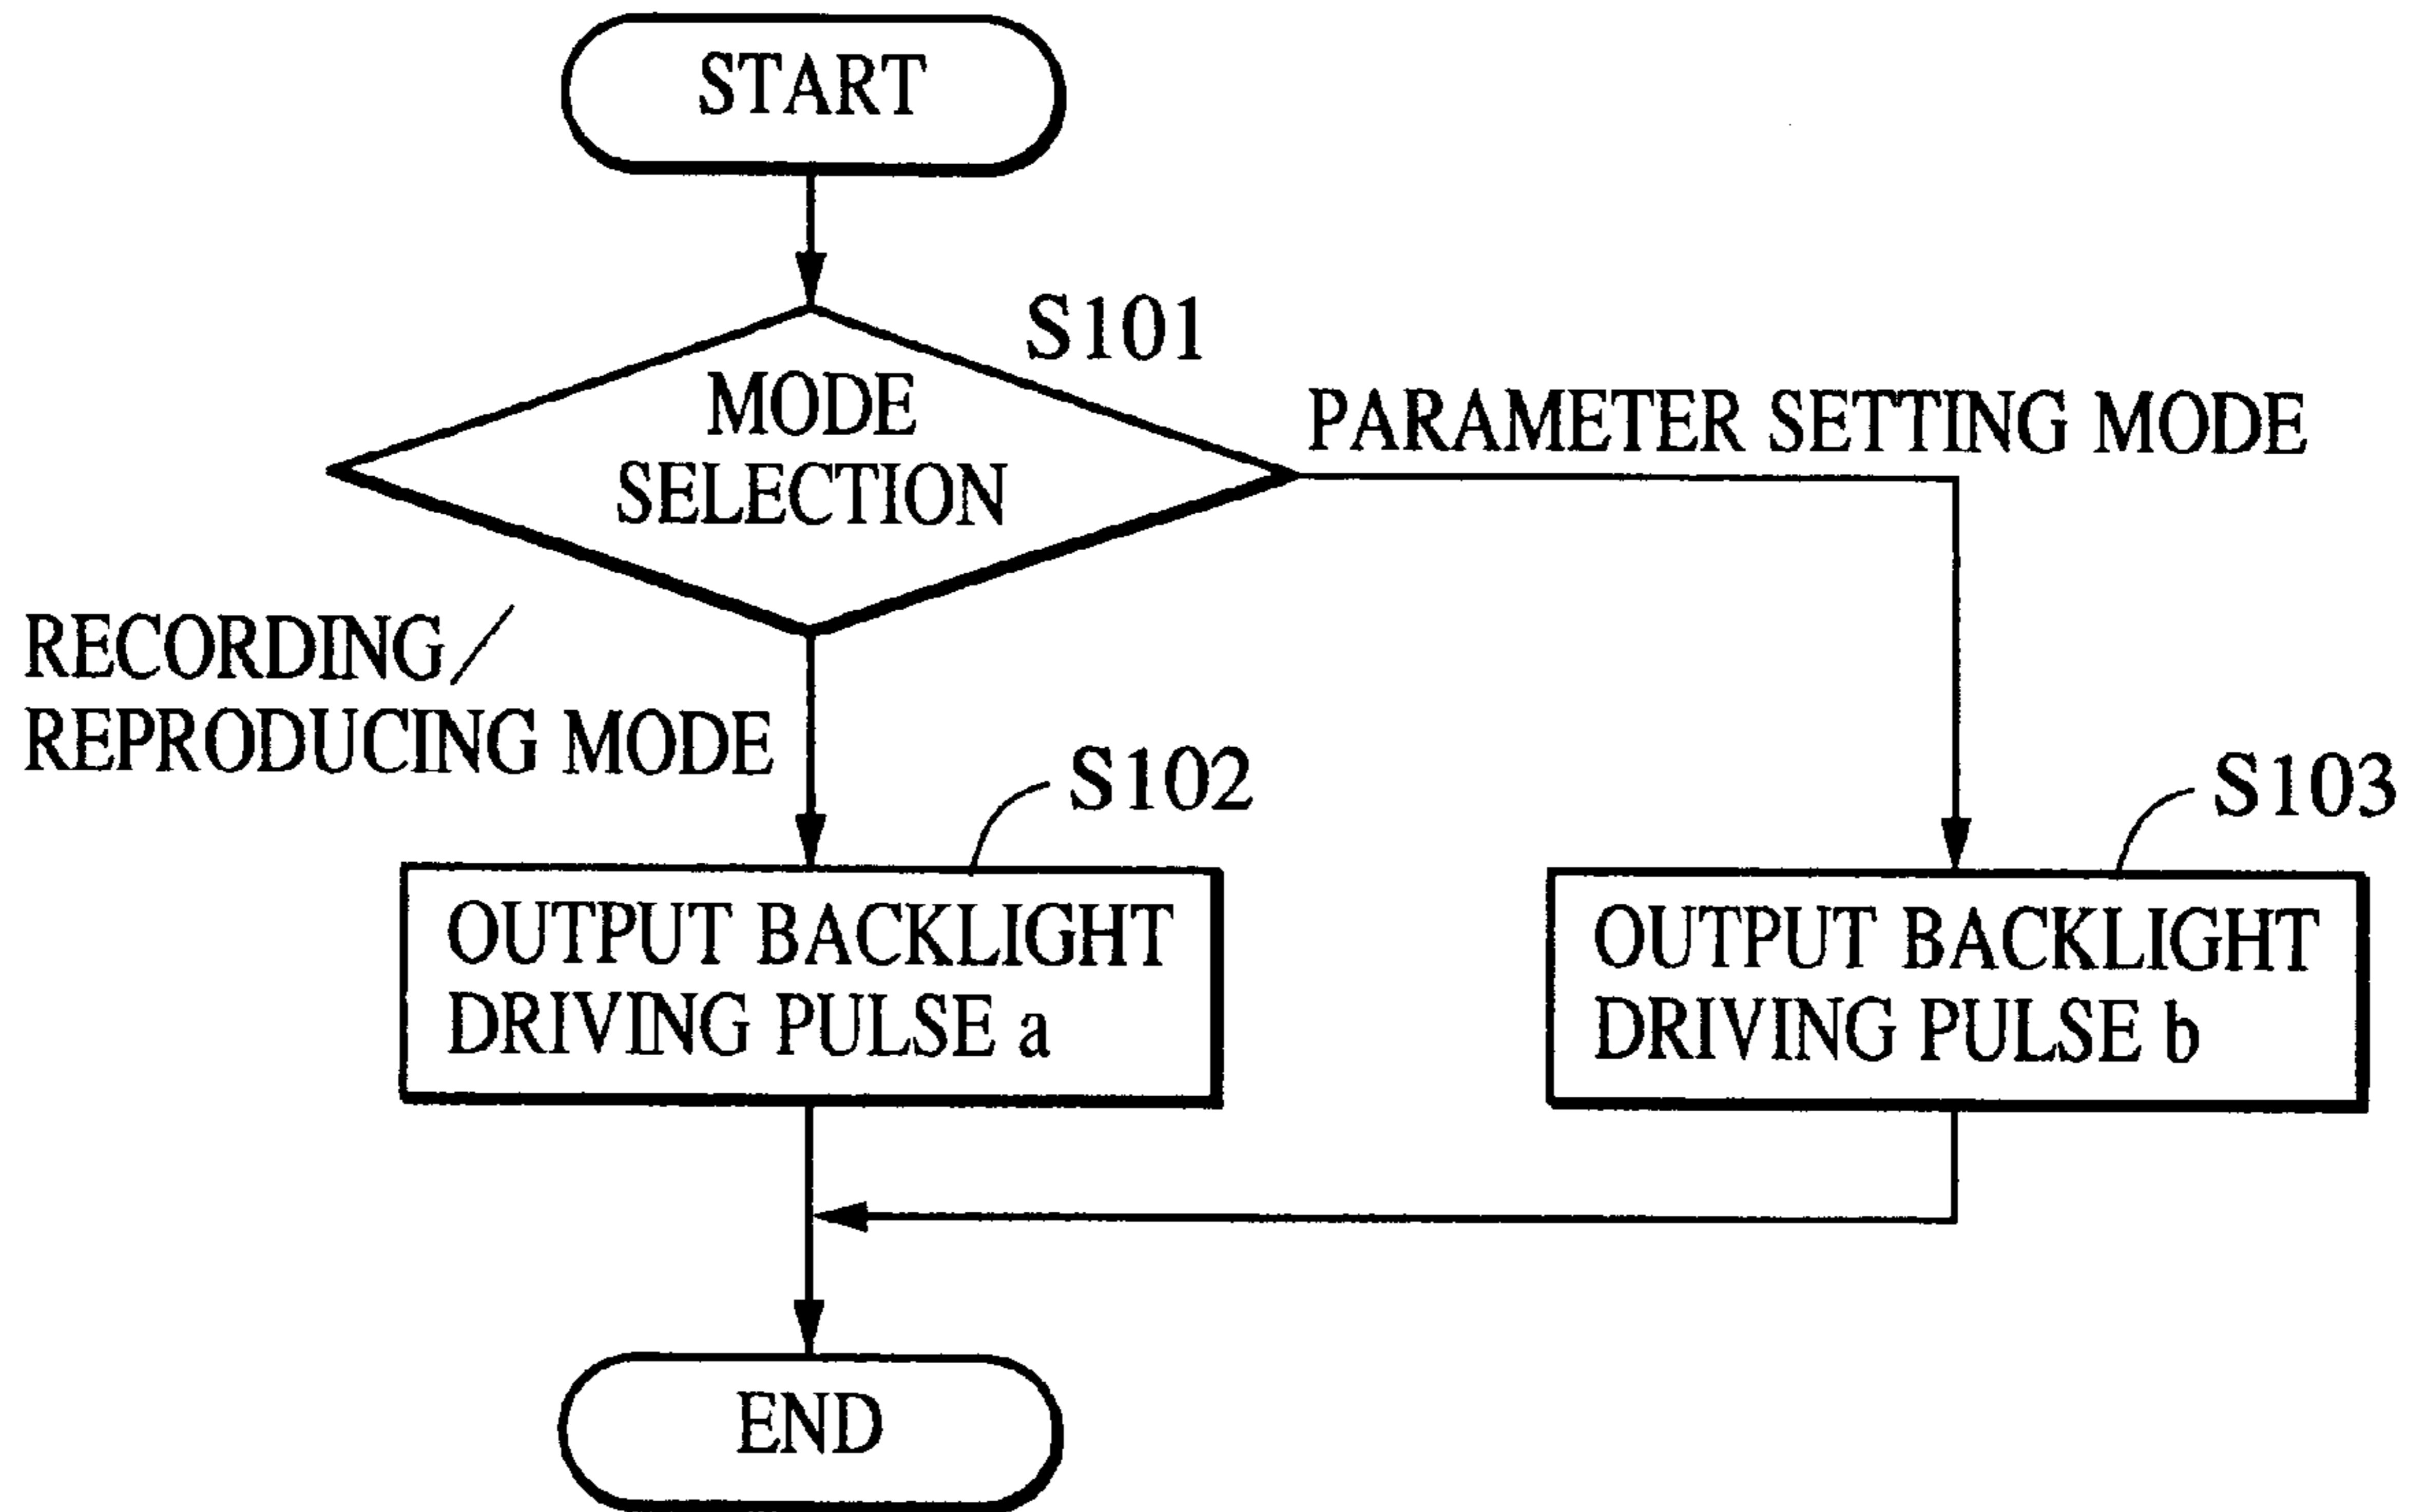 START
S101
MODE
SELECTION
PARAMETER SETTING MODE
RECORDING/
REPRODUCING MODE
S102
S103
OUTPUT BACKLIGHT
DRIVING PULSE a
OUTPUT BACKLIGHT
DRIVING PULSE b
END